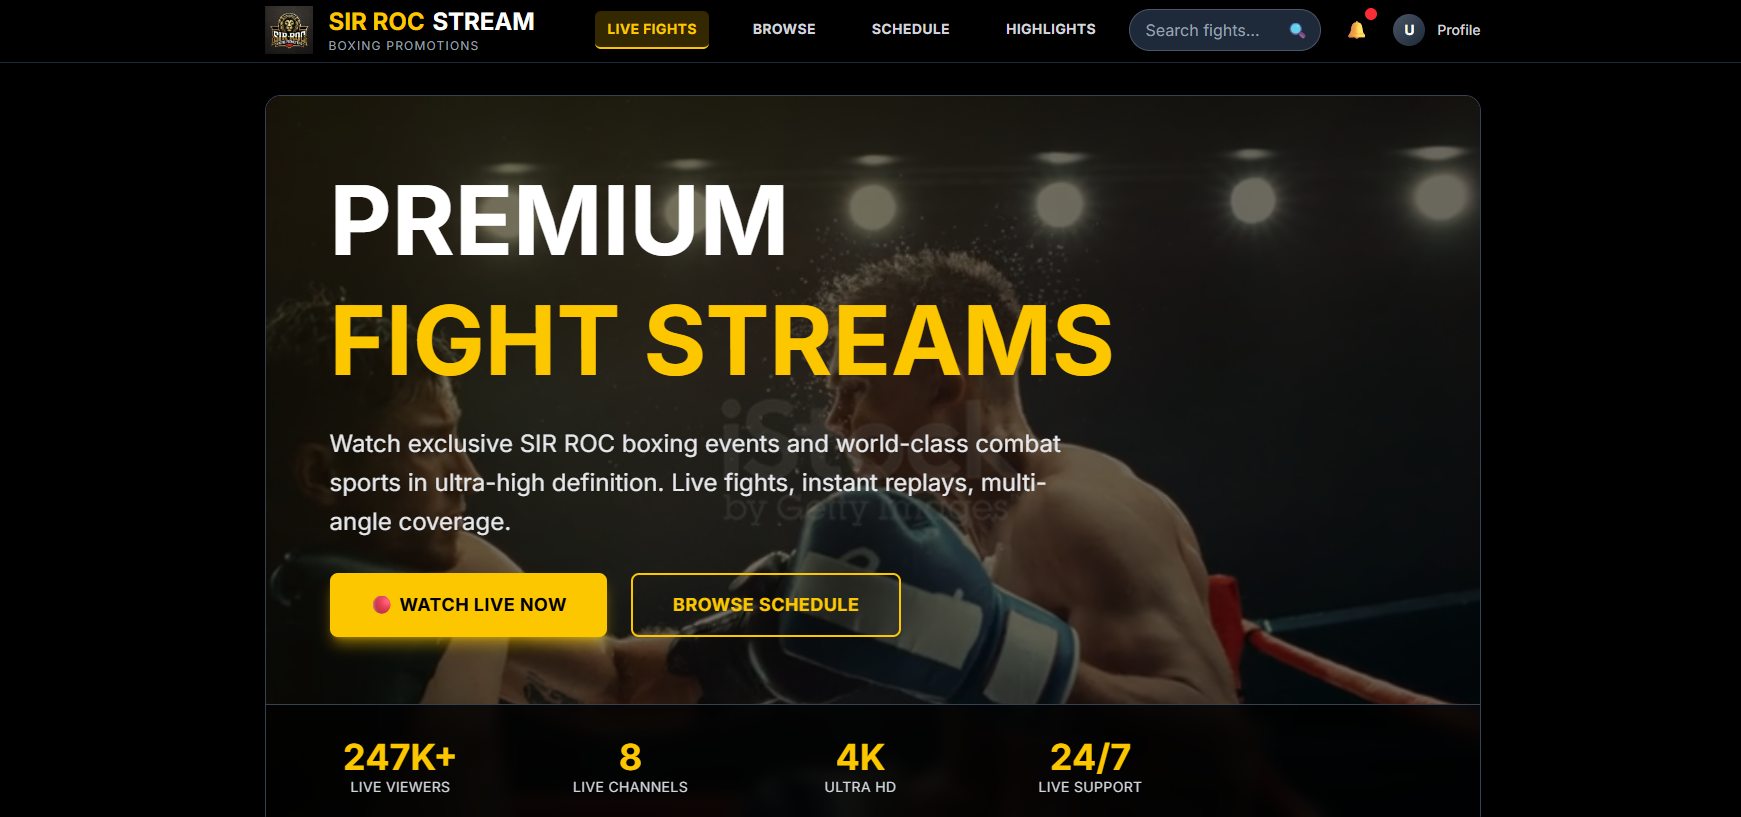 SIR ROC
SIR ROC STREAM
BOXING PROMOTIONS
LIVE FIGHTS
BROWSE
SCHEDULE
HIGHLIGHTS
Search fights...
U
Profile
PREMIUM
FIGHT STREAMS
iStock
by Getty Images
Watch exclusive SIR ROC boxing events and world-class combat
sports in ultra-high definition. Live fights, instant replays, multi-
angle coverage.
WATCH LIVE NOW
BROWSE SCHEDULE
247K+
LIVE VIEWERS
8
LIVE CHANNELS
4K
ULTRA HD
24/7
LIVE SUPPORT